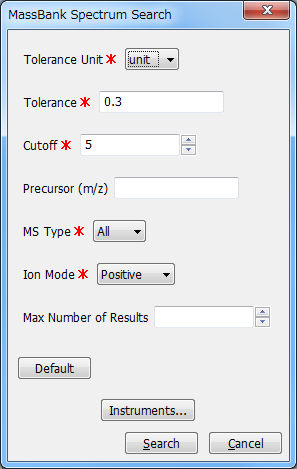 MassBank Spectrum Search
Tolerance Unit * unit
Tolerance * 0.3
Cutoff * 5
Precursor (m/z)
MS Type * All
Ion Mode * Positive
Max Number of Results
Default
Instruments...
Search Cancel